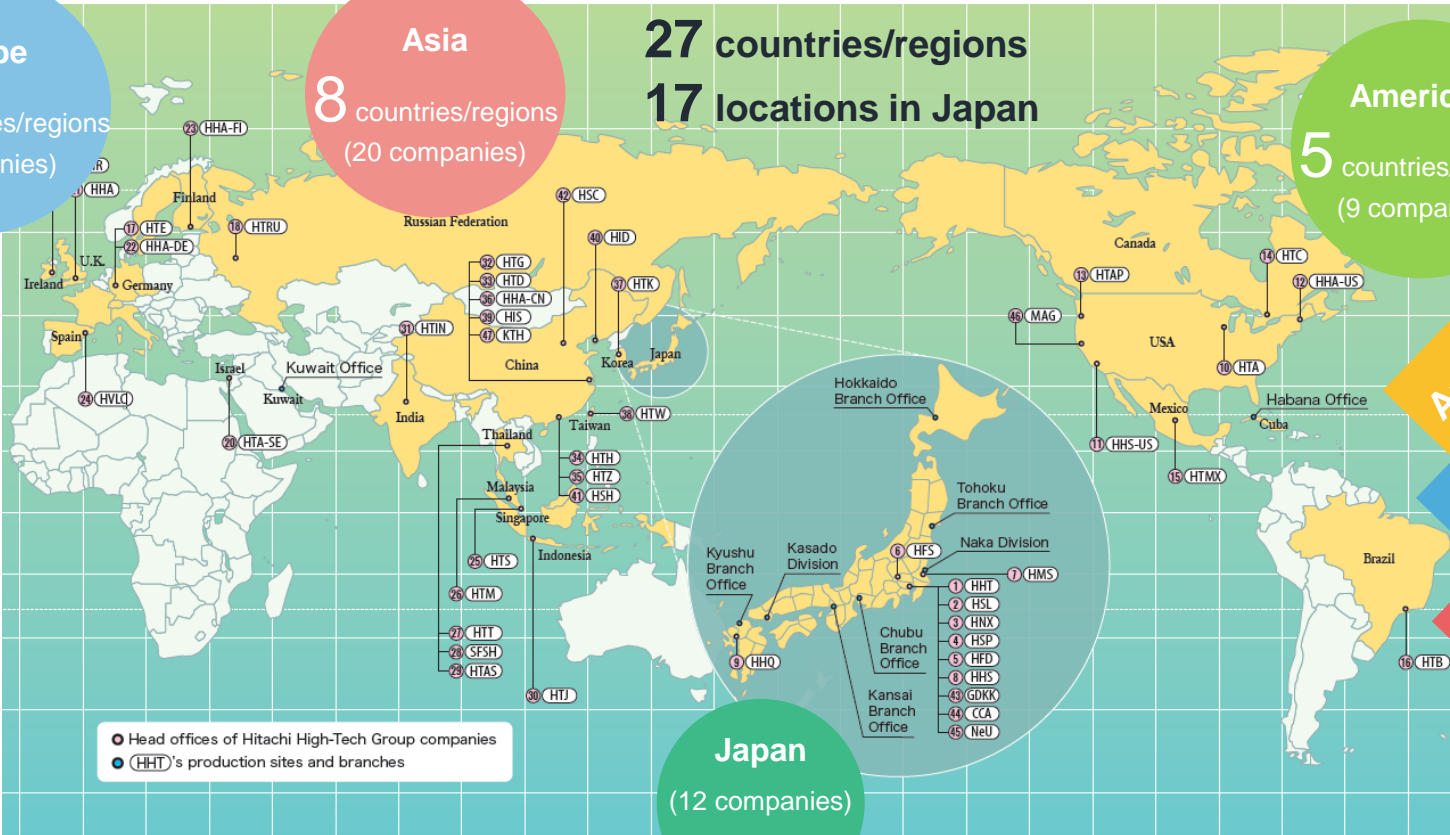 pe
es/regions
nies)
Asia
8 countries/regions
(20 companies)
27 countries/regions
17 locations in Japan
Americ
5 countries/
(9 compa
23 HHA-FI
R
HHA
17 HTE
22 HHA-DE
18 HTRU
Finland
Russian Federation
U.K.
Ireland
Germany
Spain
24 HVLC
Israel
Kuwait Office
Kuwait
20 HTA-SE
31 HTIN
India
32 HTG
33 HTD
36 HHA-CN
39 HIS
47 KTH
42 HSC
40 HID
37 HTK
China
Korea
Japan
38 HTW
Taiwan
34 HTH
35 HTZ
41 HSH
Thailand
Malaysia
Singapore
Indonesia
25 HTS
26 HTM
27 HTT
28 SFSH
29 HTAS
30 HTJ
Hokkaido
Branch Office
Tohoku
Branch Office
Naka Division
Kyushu
Branch
Office
Kasado
Division
6 HFS
7 HMS
1 HHT
2 HSL
3 HNX
4 HSP
5 HFD
8 HHS
43 GDKK
44 CCA
45 NeU
9 HHQ
Chubu
Branch
Office
Kansai
Branch
Office
Canada
14 HTC
13 HTAP
12 HHA-US
46 MAG
USA
10 HTA
Mexico
Habana Office
Cuba
11 HHS-US
15 HTMX
Brazil
16 HTB
A
Head offices of Hitachi High-Tech Group companies
HHT's production sites and branches
Japan
(12 companies)